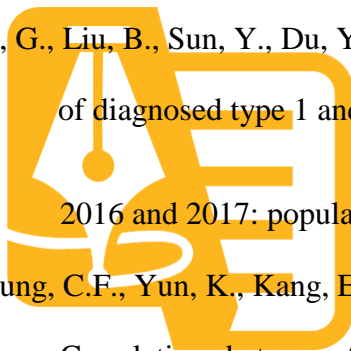 , G., Liu, B., Sun, Y., Du, Y
of diagnosed type 1 and
2016 and 2017: popula
ung, C.F., Yun, K., Kang, E